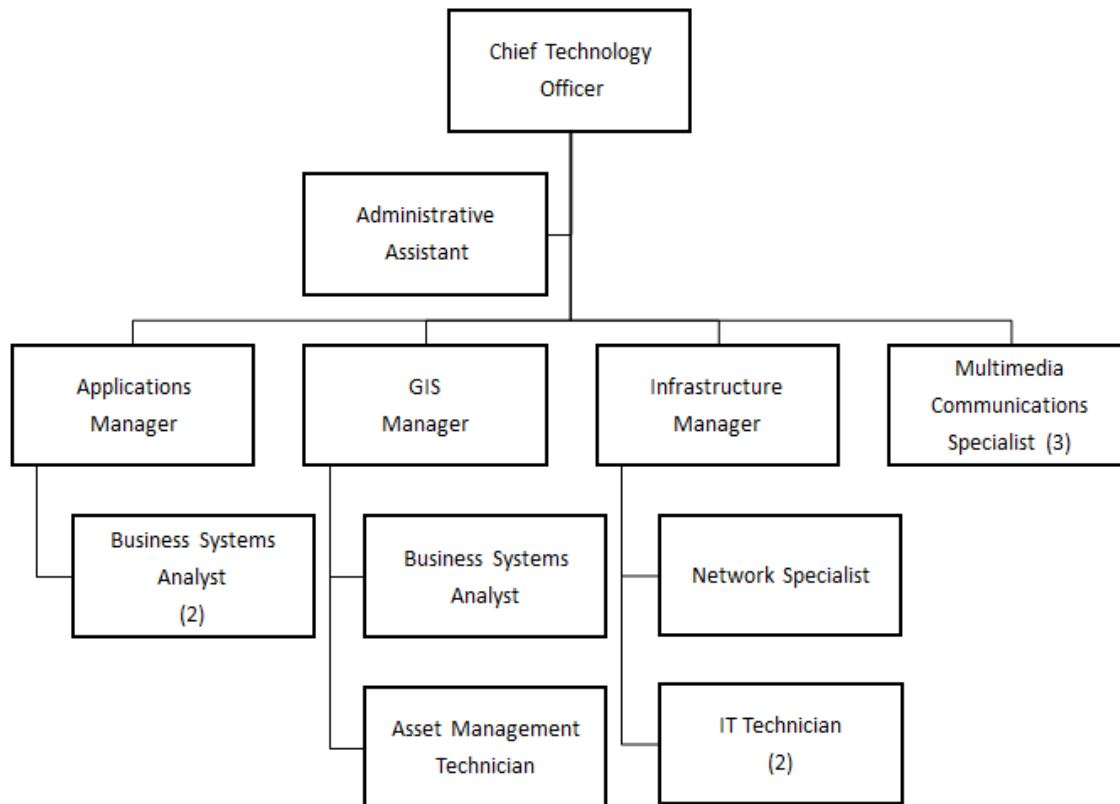 Chief Technology
Officer
Administrative
Assistant
Applications
Manager
GIS
Manager
Infrastructure
Manager
Multimedia
Communications
Specialist (3)
Business Systems
Analyst
(2)
Business Systems
Analyst
Network Specialist
Asset Management
Technician
IT Technician
(2)